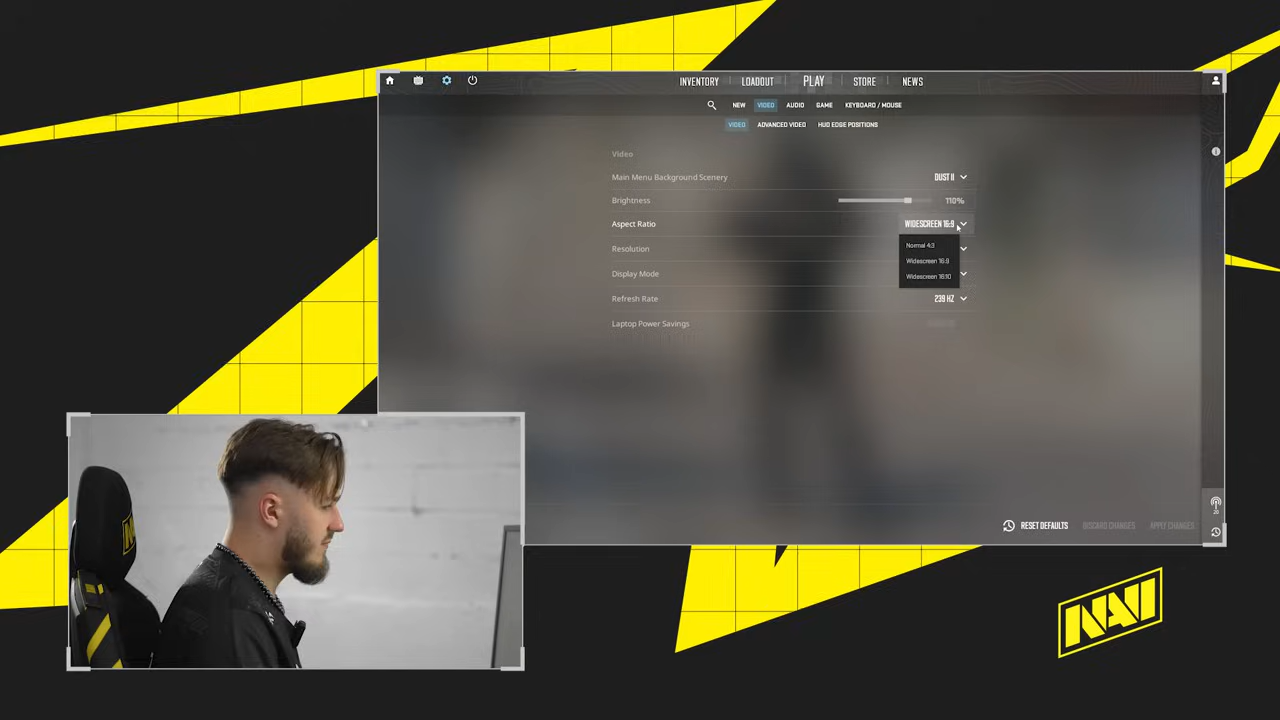 INVENTORY LOADOUT PLAY STORE NEWS
NEW VIDEO AUDIO GAME KEYBOARD / MOUSE
VIDEO ADVANCED VIDEO HUD EDGE POSITIONS
Video
Main Menu Background Scenery DUST II
Brightness 110%
Aspect Ratio WIDESCREEN 16:9
Normal 4:3
Resolution
Widescreen 16:9
Display Mode
Widescreen 16:10
Refresh Rate 239 HZ
Laptop Power Savings
RESET DEFAULTS DISCARD CHANGES APPLY CHANGES
NAVI